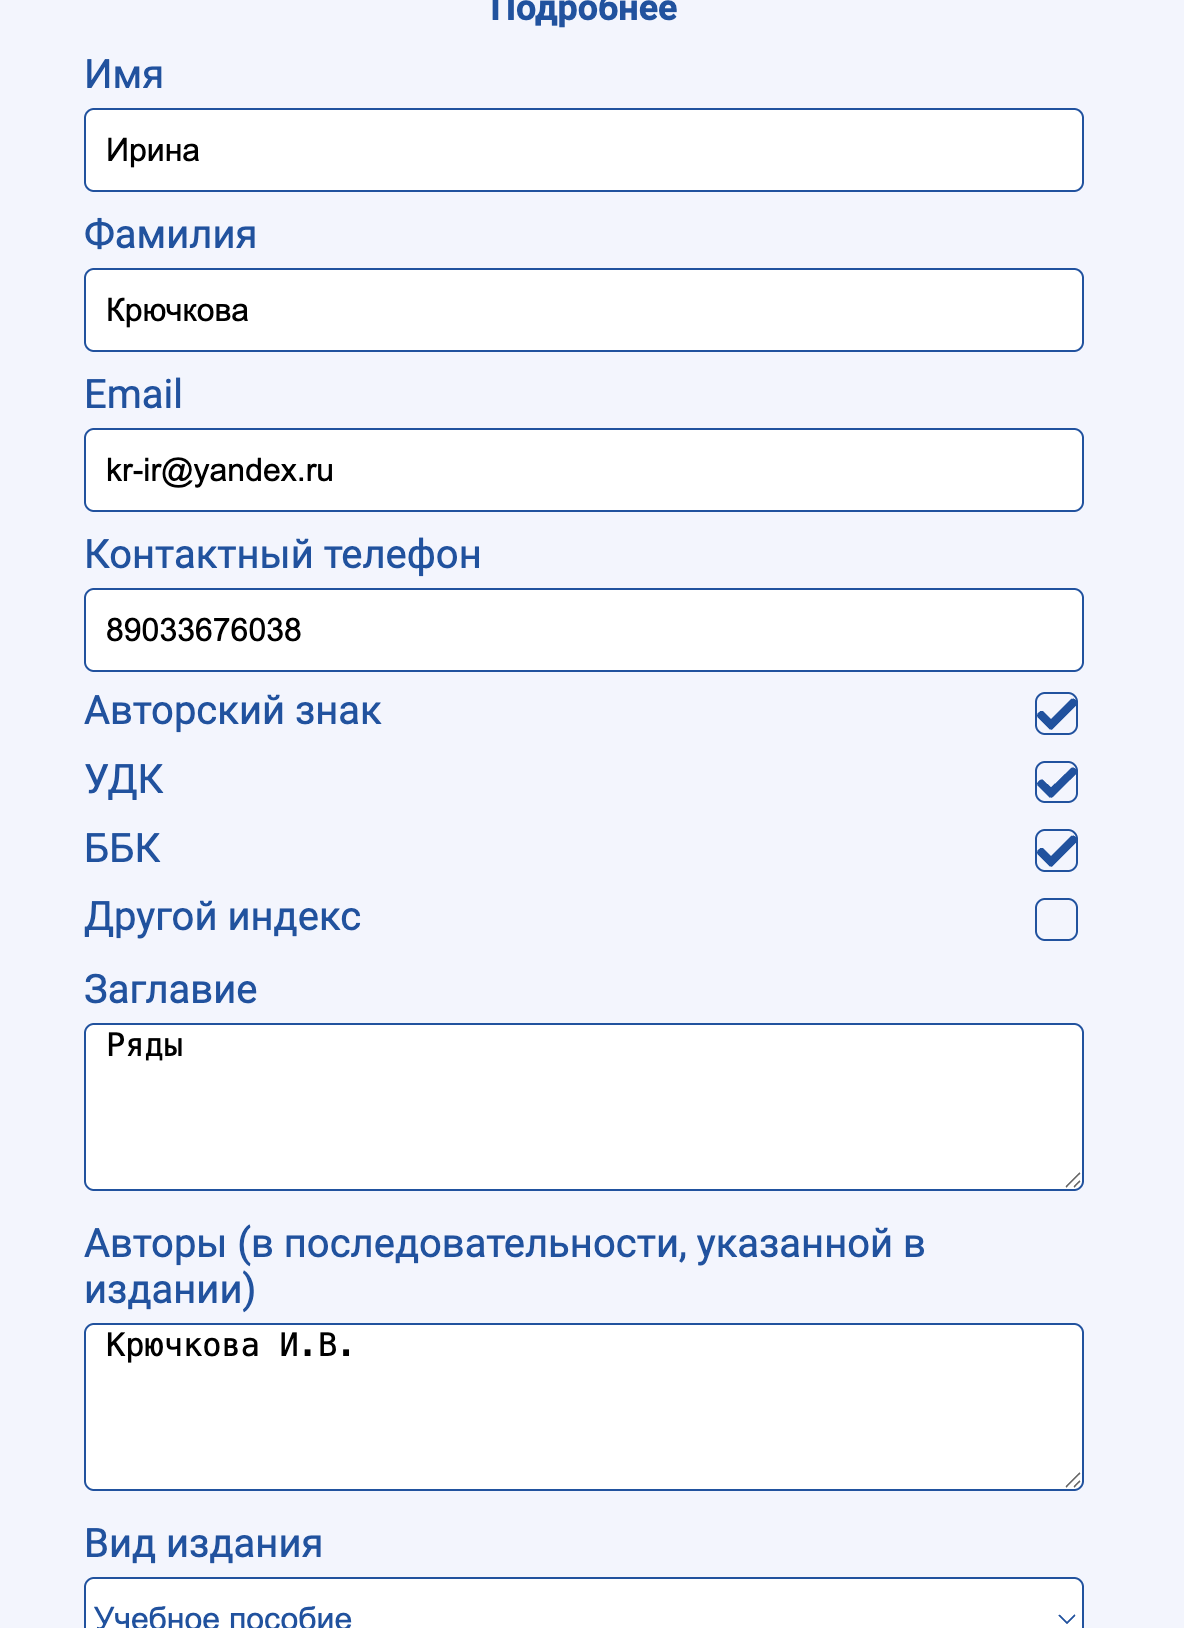 Подробнее
Имя
Ирина
Фамилия
Крючкова
Email
kr-ir@yandex.ru
Контактный телефон
89033676038
Авторский знак
УДК
ББК
Другой индекс
Заглавие
Ряды
Авторы (в последовательности, указанной в
издании)
Крючкова И.В.
Вид издания
Учебное пособие